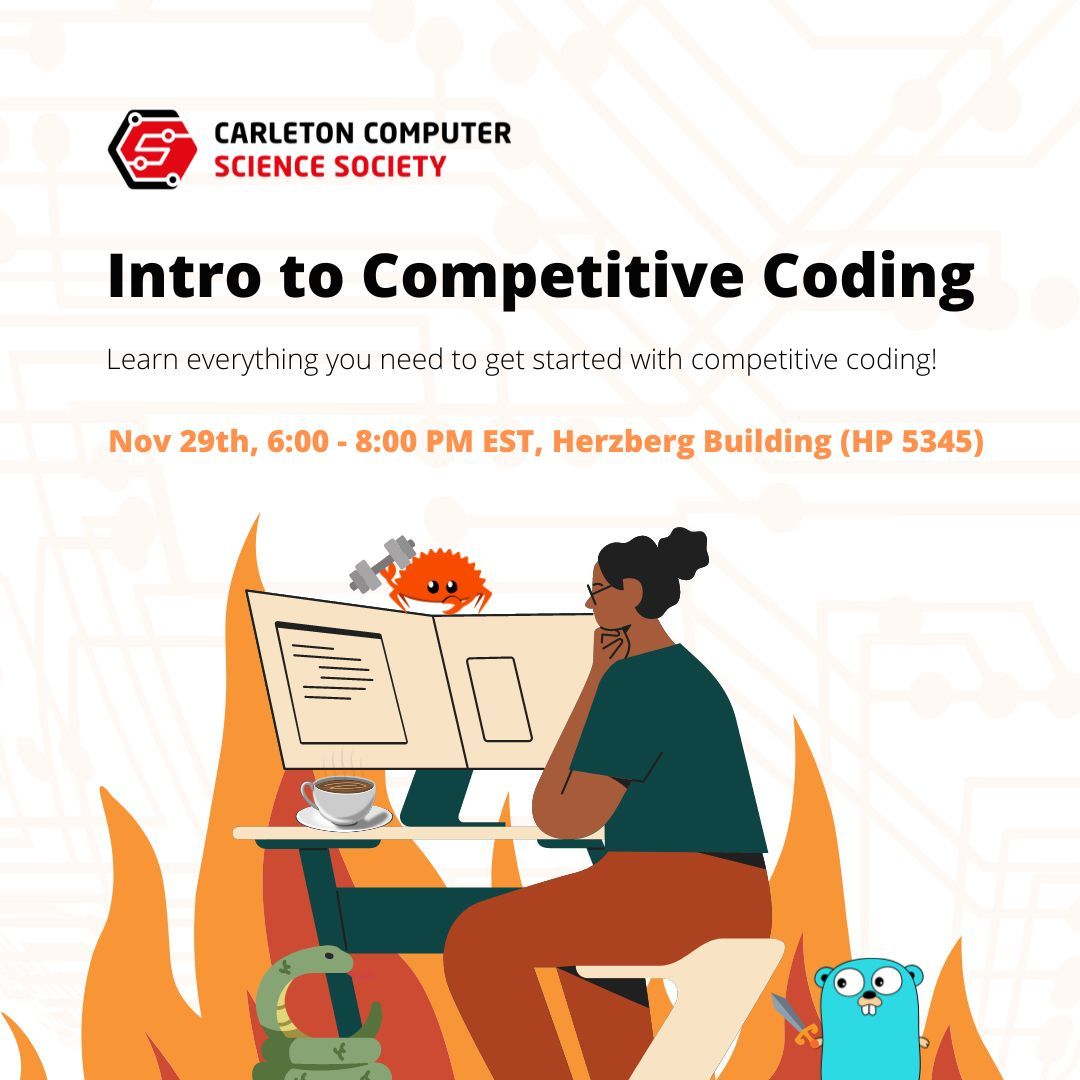 CARLETON COMPUTER
SCIENCE SOCIETY
Intro to Competitive Coding
Learn everything you need to get started with competitive coding!
Nov 29th, 6:00 - 8:00 PM EST, Herzberg Building (HP 5345)